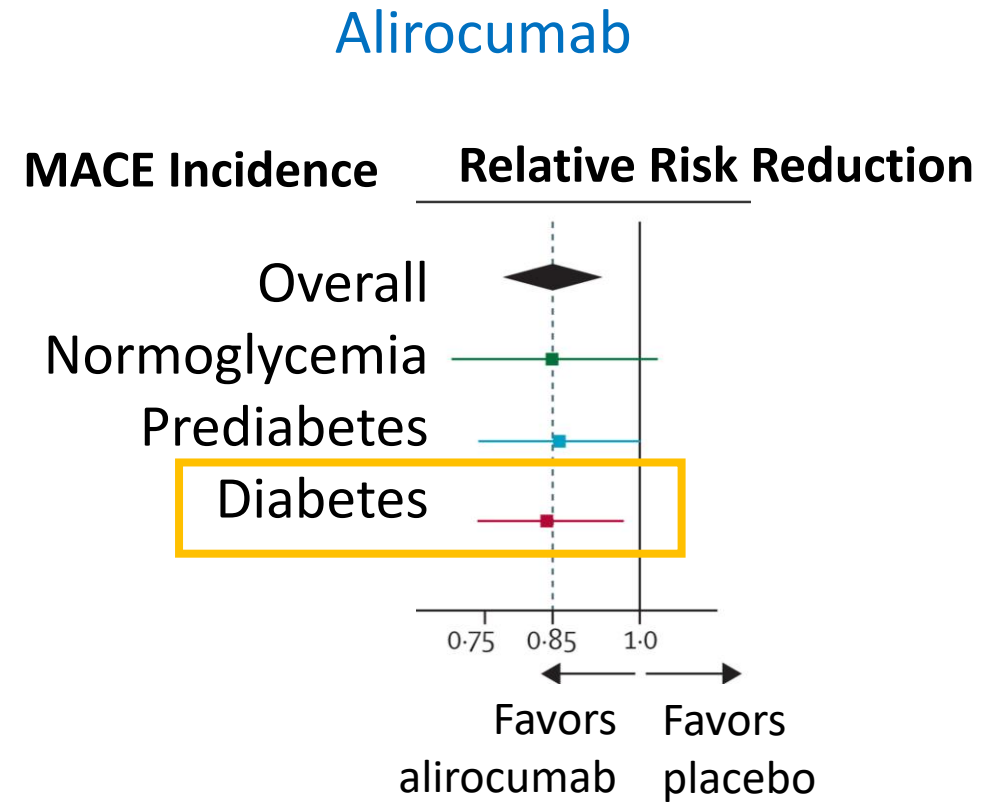 Alirocumab
MACE Incidence
Relative Risk Reduction
Overall
Normoglycemia
Prediabetes
Diabetes
0·75 0·85 1·0
Favors
alirocumab
Favors
placebo